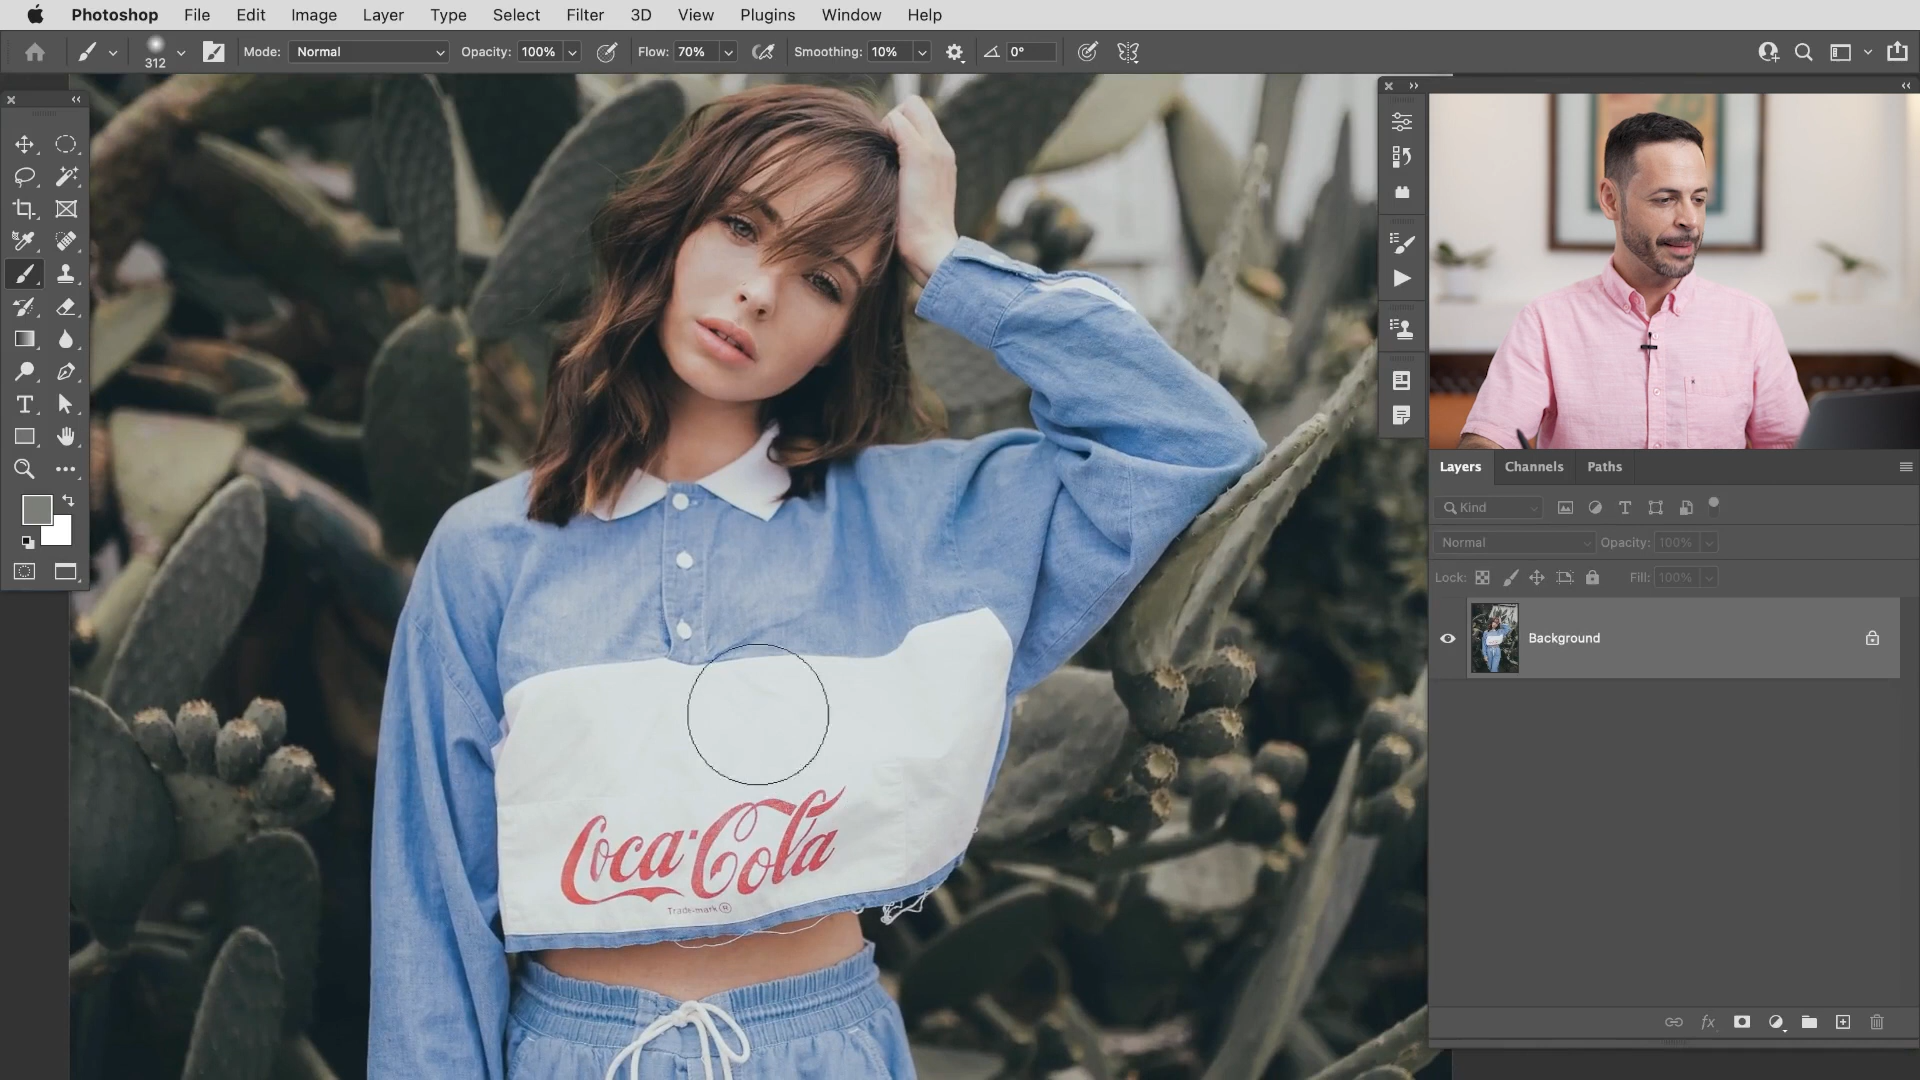 Photoshop File Edit Image Layer Type Select Filter 3D View Plugins Window Help
312 Mode: Normal Opacity: 100% Flow: 70% Smoothing: 10% 0°
Layers Channels Paths
Kind
Normal Opacity: 100%
Lock: Fill: 100%
Background
Coca-Cola
Trade-mark ®